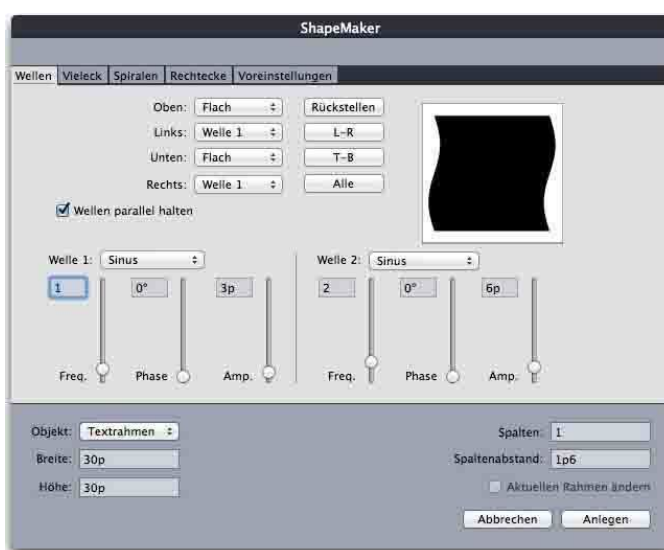 ShapeMaker
Wellen Vieleck Spiralen Rechtecke Voreinstellungen
Oben: Flach Rückstellen
Links: Welle 1 L-R
Unten: Flach T-B
Rechts: Welle 1 Alle
Wellen parallel halten
Welle 1: Sinus Welle 2: Sinus
1 0° 3p 2 0° 6p
Freq. Phase Amp. Freq. Phase Amp.
Objekt: Textrahmen Spalten: 1
Breite: 30p Spaltenabstand: 1p6
Höhe: 30p Aktuellen Rahmen ändern
Abbrechen Anlegen